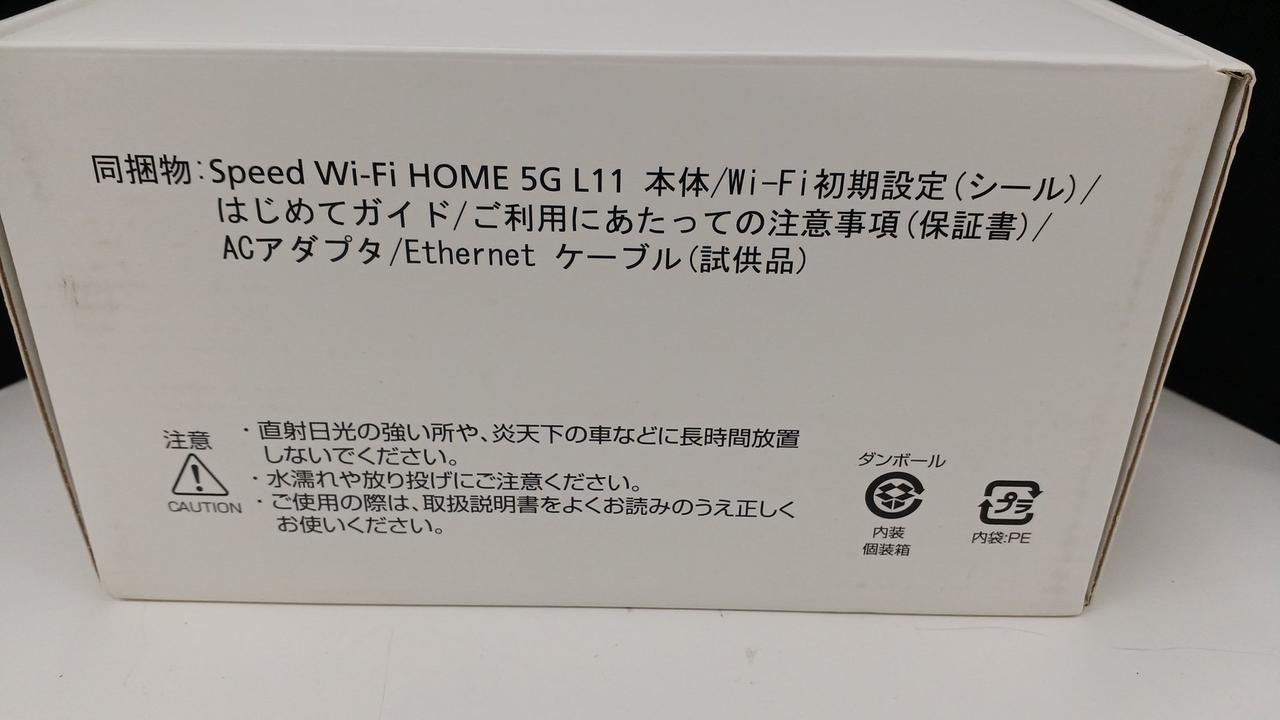 同捆物:Speed Wi-Fi HOME 5G L11 本体/Wi-Fi初期設定(シール)/
はじめてガイド/ご利用にあたっての注意事項(保証書)/
ACアダプタ/Ethernet ケーブル(試供品)
注意
CAUTION
・直射日光の強い所や、炎天下の車などに長時間放置
しないでください。
・水濡れや放り投げにご注意ください。
・ご使用の際は、取扱説明書をよくお読みのうえ正しく
お使いください。
ダンボール
内装
個装箱
プラ
内袋:PE